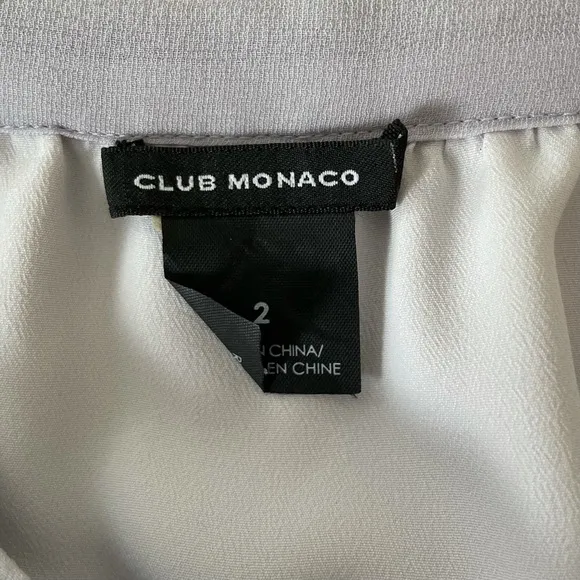 CLUB MONACO
2
CHINA/
EN CHINE